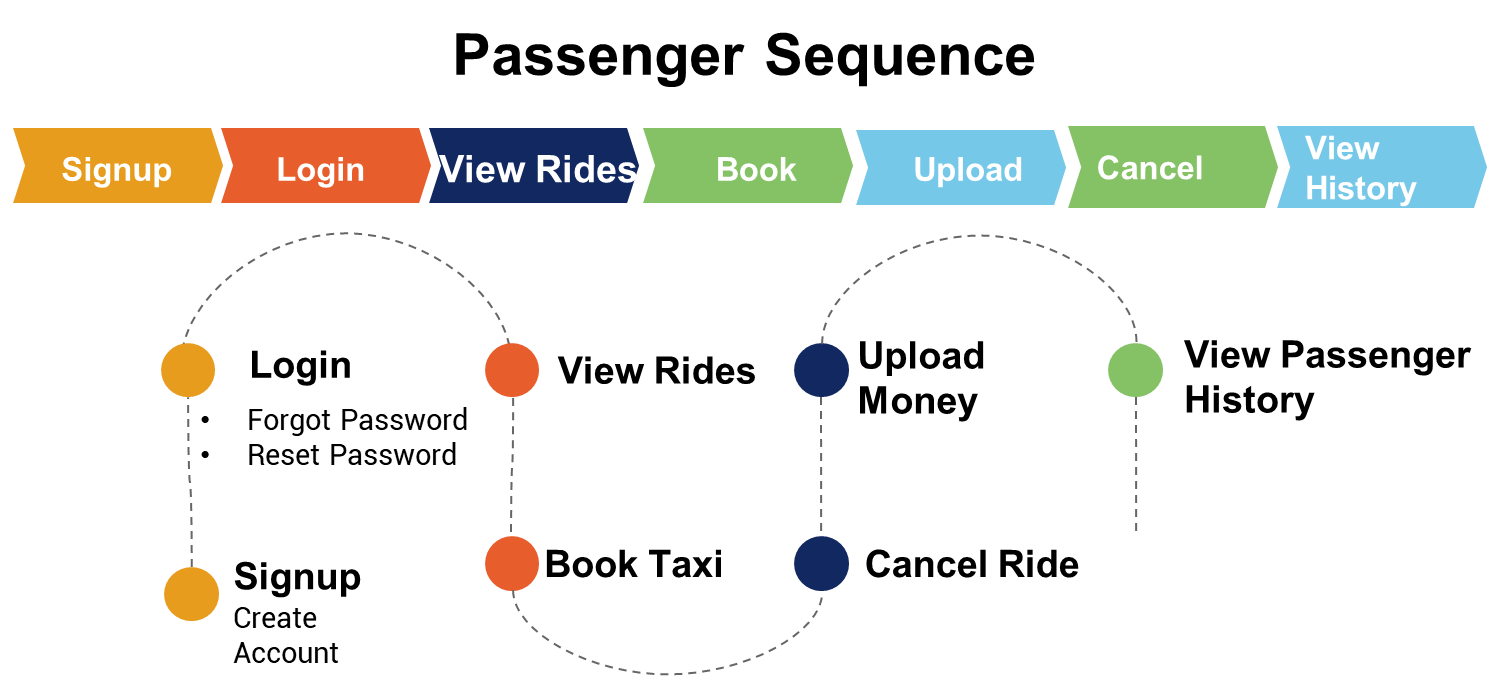 Passenger Sequence
Signup
Login
View Rides
Book
Upload
Cancel
View
History
Login
• Forgot Password
• Reset Password
View Rides
Upload
Money
View Passenger
History
Signup
Create
Account
Book Taxi
Cancel Ride